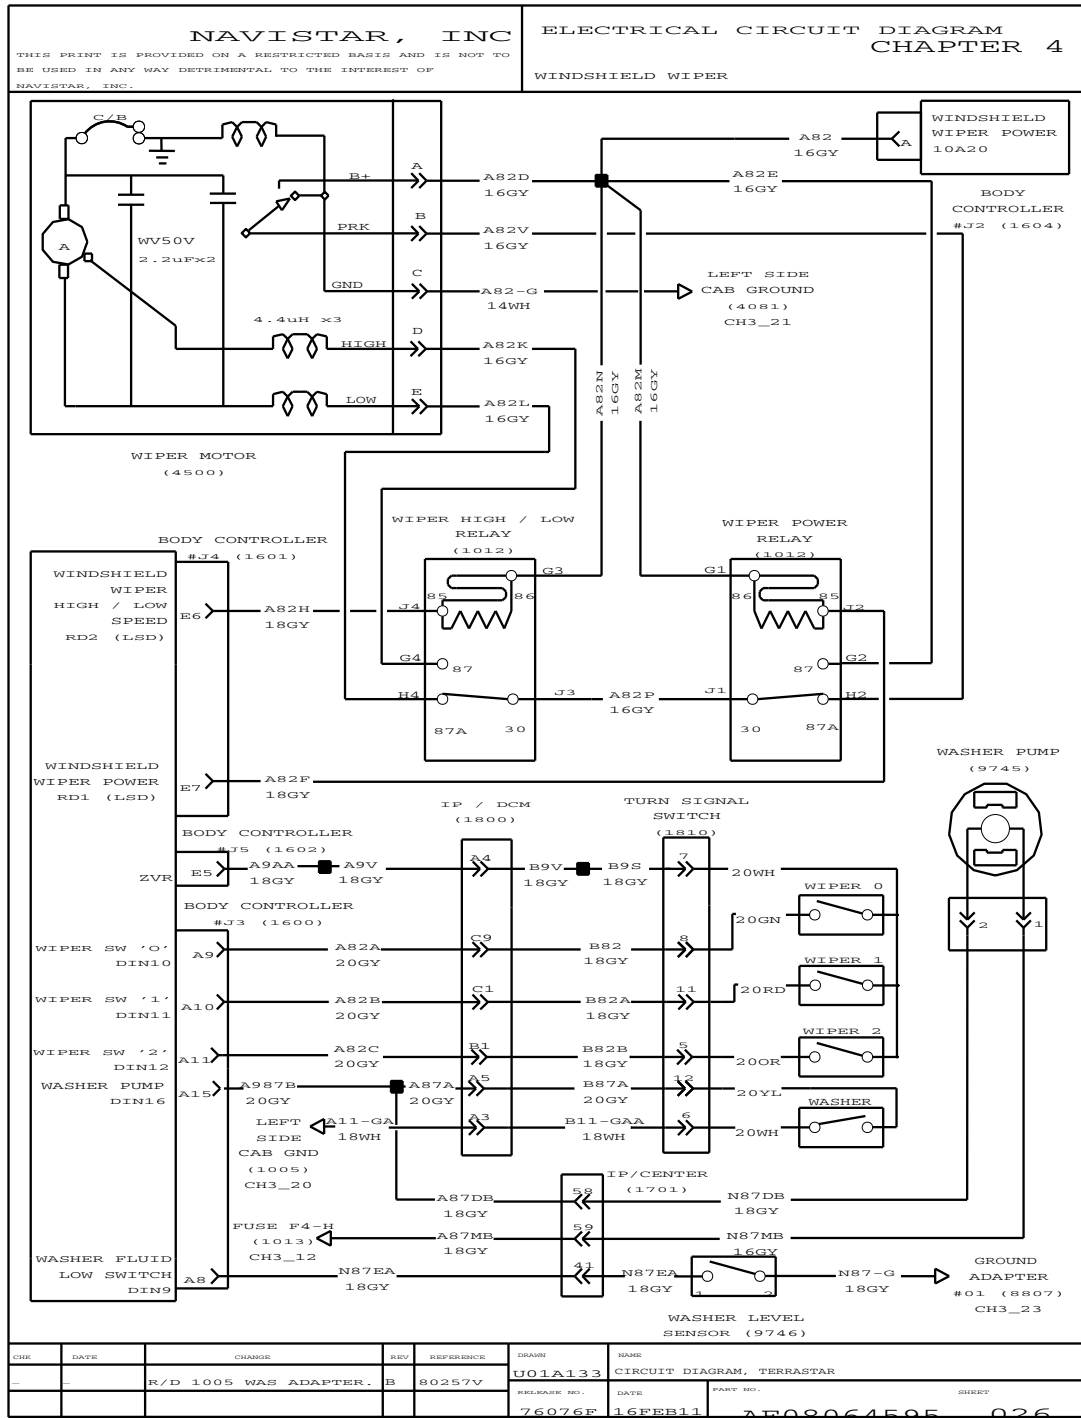 NAVISTAR, INC
THIS PRINT IS PROVIDED ON A RESTRICTED BASIS AND IS NOT TO
BE USED IN ANY WAY DETRIMENTAL TO THE INTEREST OF
NAVISTAR, INC.
ELECTRICAL CIRCUIT DIAGRAM
CHAPTER 4
WINDSHIELD WIPER
C/B
A
WV50V
2.2uFx2
4.4uH x3
B+
PRK
GND
HIGH
LOW
A
B
C
D
E
WIPER MOTOR
(4500)
A82D
16GY
A82V
16GY
A82-G
14WH
A82K
16GY
A82L
16GY
A82
16GY
A82E
16GY
A
WINDSHIELD
WIPER POWER
10A20
BODY
CONTROLLER
#J2 (1604)
LEFT SIDE
CAB GROUND
(4081)
CH3_21
A82N
16GY
A82M
16GY
WIPER HIGH / LOW
RELAY
(1012)
G3
85
86
J4
G4
87
H4
87A
30
J3
A82P
16GY
WIPER POWER
RELAY
(1012)
G1
86
85
J2
87
G2
J1
H2
30
87A
BODY CONTROLLER
#J4 (1601)
WINDSHIELD
WIPER
HIGH / LOW
SPEED
RD2 (LSD)
E6
A82H
18GY
WINDSHIELD
WIPER POWER
RD1 (LSD)
E7
A82F
18GY
BODY CONTROLLER
#J5 (1602)
ZVR
E5
A9AA
18GY
A9V
18GY
IP / DCM
(1800)
A4
B9V
18GY
B9S
18GY
TURN SIGNAL
SWITCH
(1810)
7
20WH
WIPER 0
20GN
WASHER PUMP
(9745)
2
1
BODY CONTROLLER
#J3 (1600)
WIPER SW 'O'
DIN10
A9
A82A
20GY
C9
B82
18GY
8
WIPER 1
20RD
WIPER SW '1'
DIN11
A10
A82B
20GY
C1
B82A
18GY
11
WIPER 2
20OR
WIPER SW '2'
DIN12
A11
A82C
20GY
B1
B82B
18GY
5
WASHER PUMP
DIN16
A15
A987B
20GY
A87A
20GY
A5
B87A
20GY
12
20YL
WASHER
LEFT
SIDE
CAB GND
(1005)
CH3_20
A11-GA
18WH
A3
B11-GAA
18WH
6
20WH
IP/CENTER
(1701)
A87DB
18GY
58
N87DB
18GY
FUSE F4-H
(1013)
CH3_12
A87MB
18GY
59
N87MB
16GY
WASHER FLUID
LOW SWITCH
DIN9
A8
N87EA
18GY
41
N87EA
18GY
1
2
N87-G
18GY
GROUND
ADAPTER
#01 (8807)
CH3_23
WASHER LEVEL
SENSOR (9746)
CHK
DATE
CHANGE
REV
REFERENCE
DRAWN
NAME
–
–
R/D 1005 WAS ADAPTER.
B
80257V
U01A133
CIRCUIT DIAGRAM, TERRASTAR
RELEASE NO.
DATE
PART NO.
SHEET
76076F
16FEB11
AF08064595
026